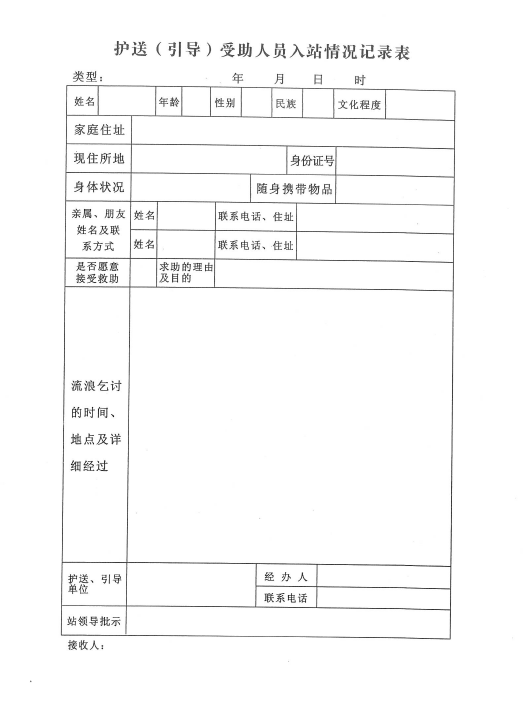 护送（引导）受助人员入站情况记录表
类型： 年 月 日 时
姓名 年龄 性别 民族 文化程度
家庭住址
现住所地 身份证号
身体状况 随身携带物品
亲属、朋友
姓名及联
系方式
姓名 联系电话、住址
姓名 联系电话、住址
是否愿意
接受救助
求助的理由
及目的
流浪乞讨
的时间、
地点及详
细经过
护送、引导
单位
经办人
联系电话
站领导批示
接收人：